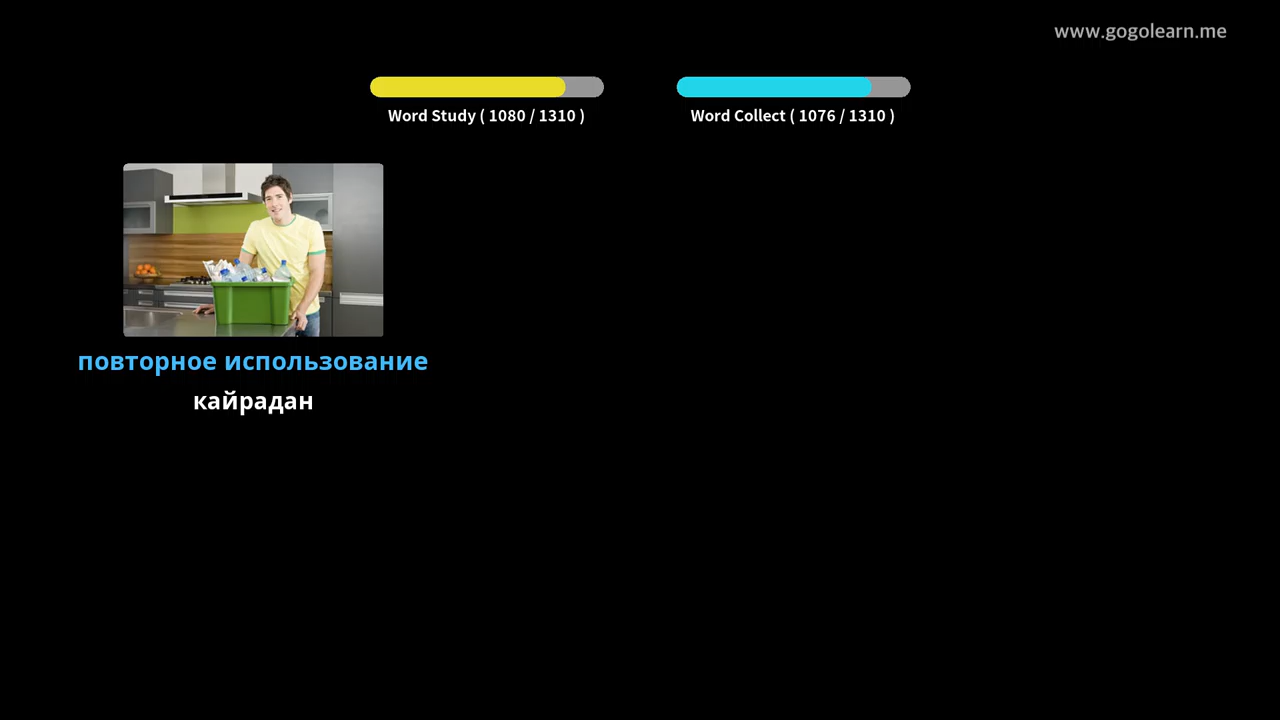 www.gogolearn.me
Word Study ( 1080 / 1310 )
Word Collect ( 1076 / 1310 )
повторное использование
кайрадан